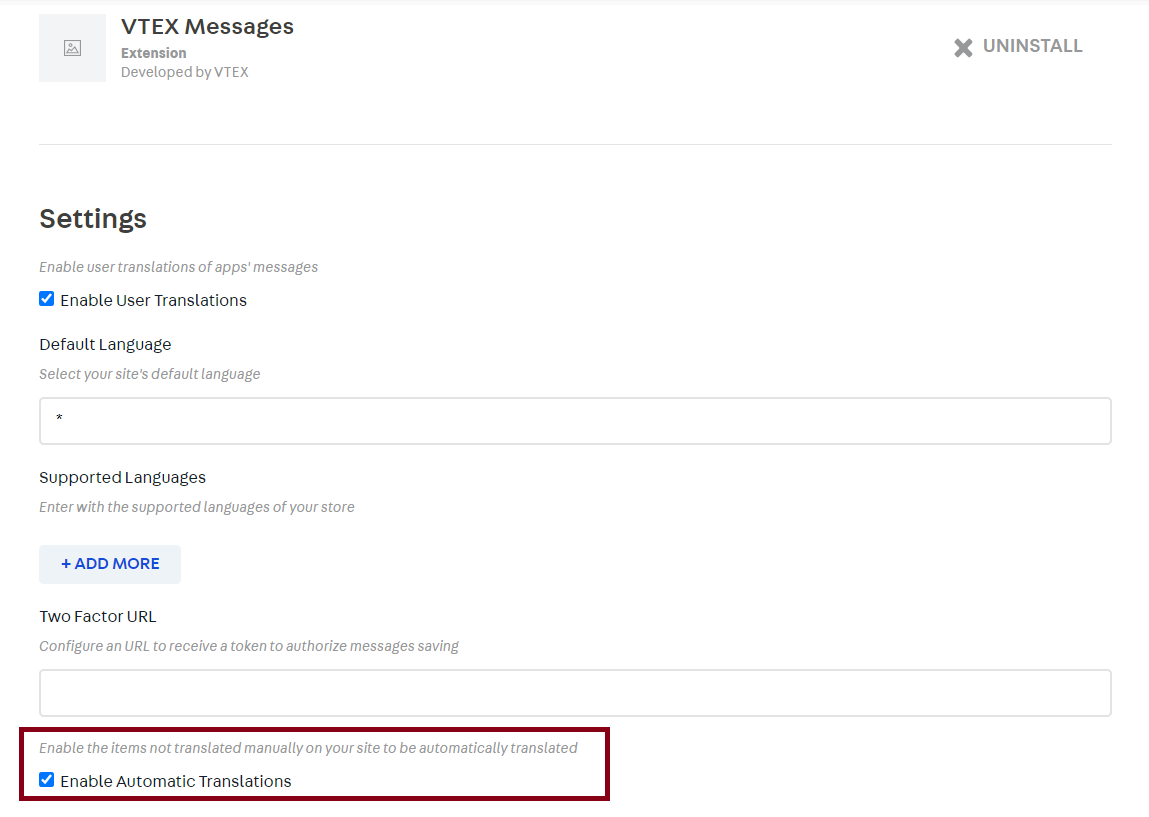 VTEX Messages
Extension
Developed by VTEX
UNINSTALL
Settings
Enable user translations of apps' messages
Enable User Translations
Default Language
Select your site's default language
*
Supported Languages
Enter with the supported languages of your store
+ ADD MORE
Two Factor URL
Configure an URL to receive a token to authorize messages saving
Enable the items not translated manually on your site to be automatically translated
Enable Automatic Translations